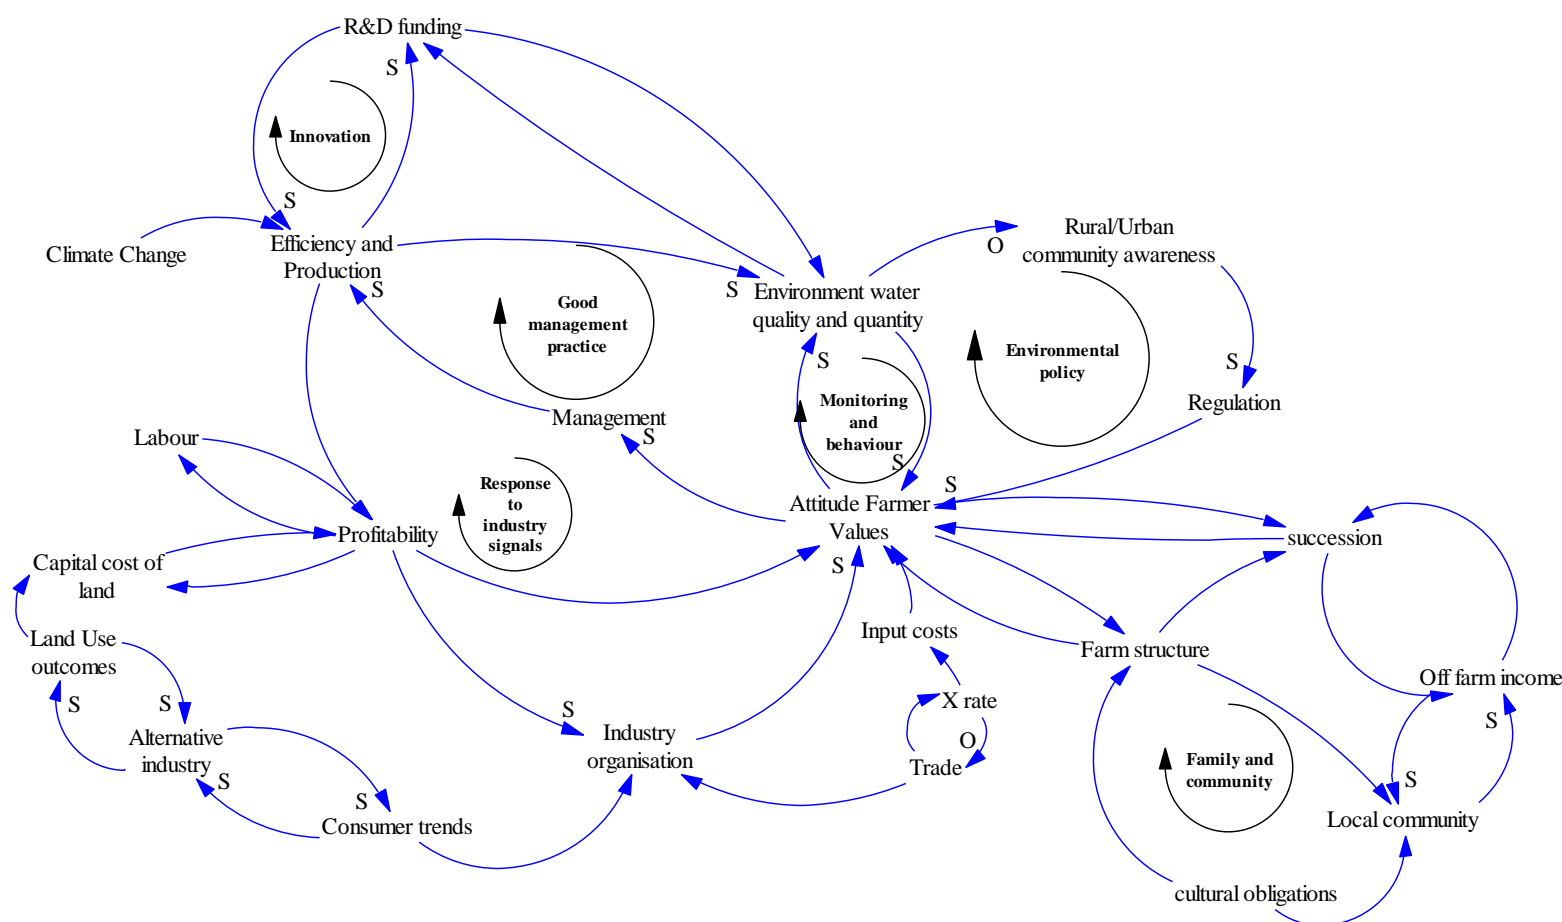 R&D funding
S
Innovation
S
Climate Change
Efficiency and
Production
S
S
Environment water
quality and quantity
O
Rural/Urban
community awareness
Good
management
practice
S
Environmental
policy
S
Regulation
Monitoring
and
behaviour
S
Management
S
Labour
Response
to
industry
signals
Attitude Farmer
Values
S
S
Profitability
succession
Capital cost of
land
Land Use
outcomes
S
S
Alternative
industry
S
S
Consumer trends
S
Industry
organisation
Input costs
X rate
O
Trade
Farm structure
Off farm income
S
Family and
community
S
Local community
cultural obligations